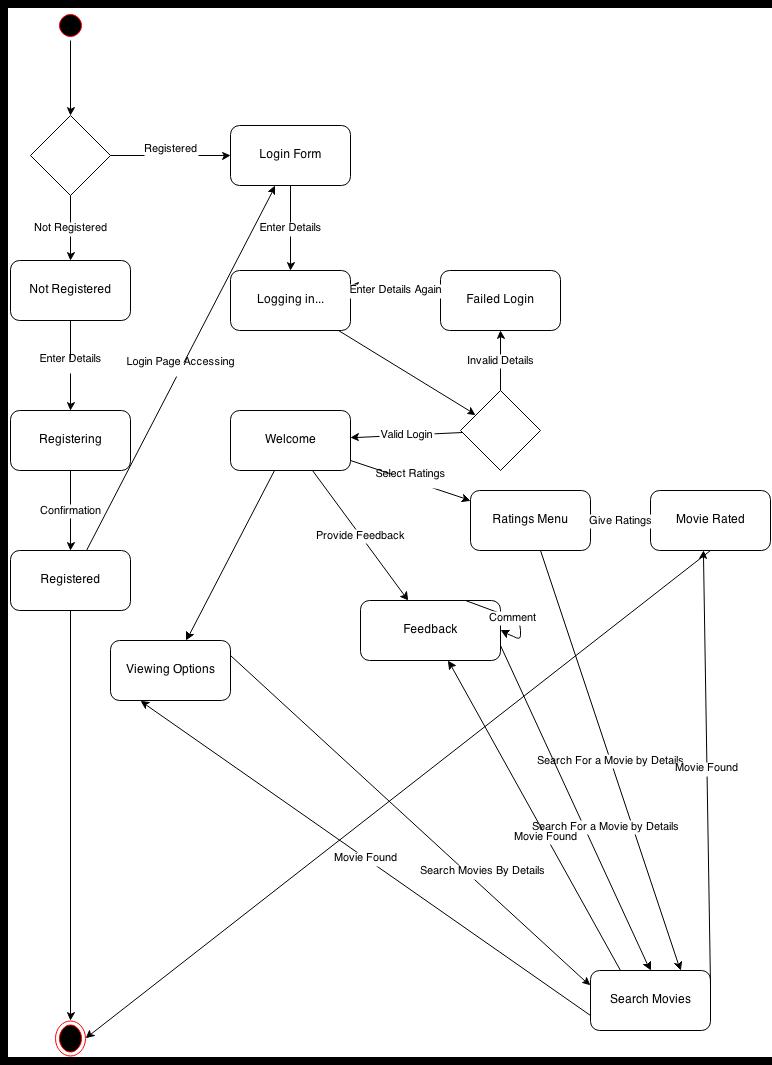 Registered
Login Form
Not Registered
Enter Details
Not Registered
Logging in...
Enter Details Again
Failed Login
Enter Details
Login Page Accessing
Invalid Details
Registering
Welcome
Valid Login
Select Ratings
Confirmation
Ratings Menu
Give Ratings
Movie Rated
Provide Feedback
Registered
Comment
Feedback
Viewing Options
Search For a Movie by Details
Movie Found
Search For a Movie by Details
Movie Found
Movie Found
Search Movies By Details
Search Movies